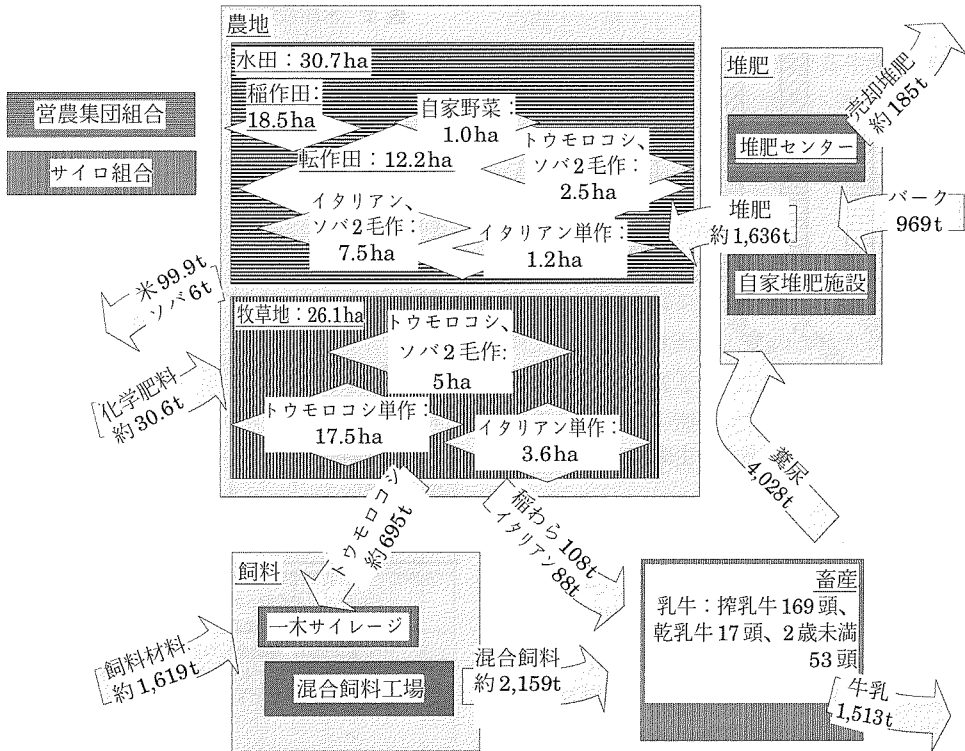 営農集団組合
サイロ組合
農地
水田：30.7ha
稲作田：
18.5ha
自家野菜：
1.0ha
転作田：12.2ha
トウモロコシ、
ソバ２毛作：
2.5ha
イタリアン、
ソバ２毛作：
7.5ha
イタリアン単作：
1.2ha
牧草地：26.1ha
トウモロコシ、
ソバ２毛作:
5ha
トウモロコシ単作：
17.5ha
イタリアン単作：
3.6ha
堆肥
堆肥センター
自家堆肥施設
売却堆肥
約185t
バーク
969t
堆肥
約1,636t
米99.9t
ソバ6t
化学肥料
約30.6t
糞尿
4,028t
トウモロコシ
約695t
稲わら108t
イタリアン88t
飼料
一木サイレージ
混合飼料工場
飼料材料
約1,619t
混合飼料
約2,159t
畜産
乳牛：搾乳牛169頭、
乾乳牛17頭、２歳未満
53頭
牛乳
1,513t